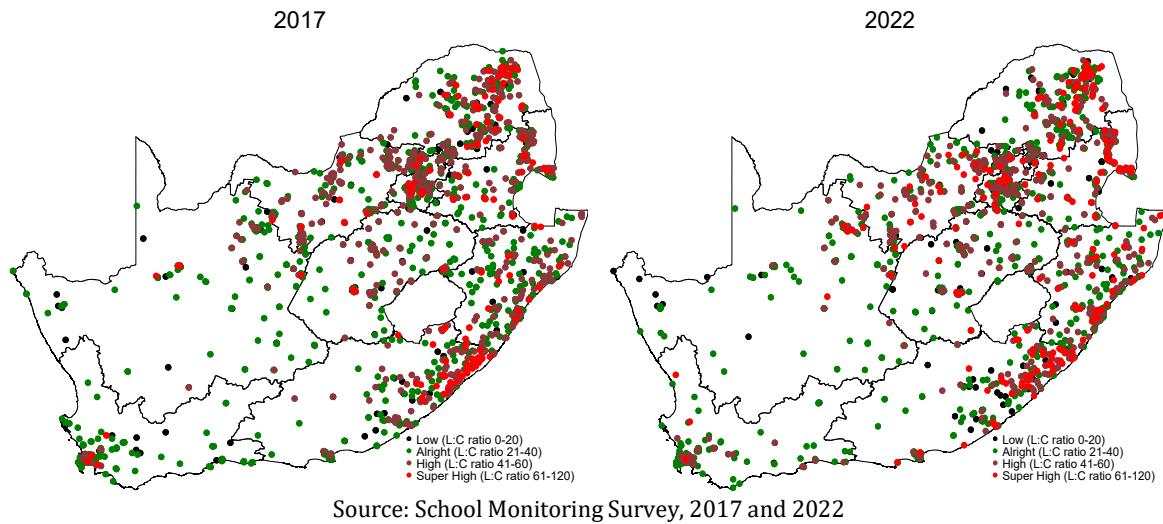 2017
2022
Low (L:C ratio 0-20)
Alright (L:C ratio 21-40)
High (L:C ratio 41-60)
Super High (L:C ratio 61-120)
Low (L:C ratio 0-20)
Alright (L:C ratio 21-40)
High (L:C ratio 41-60)
Super High (L:C ratio 61-120)
Source: School Monitoring Survey, 2017 and 2022